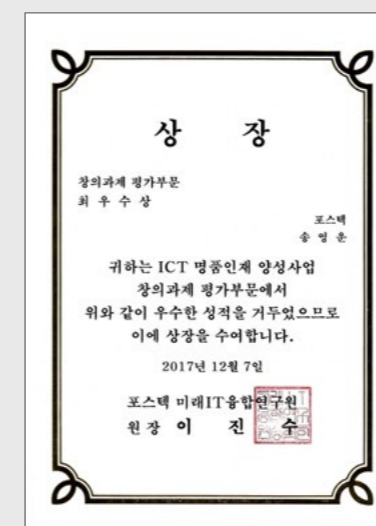 상 장
창의과제 평가부문
최 우 수 상
포스텍
송 영 운
귀하는 ICT 명품인재 양성사업
창의과제 평가부문에서
위와 같이 우수한 성적을 거두었으므로
이에 상장을 수여합니다.
2017년 12월 7일
포스텍 미래IT융합연구원
원장 이 진 수